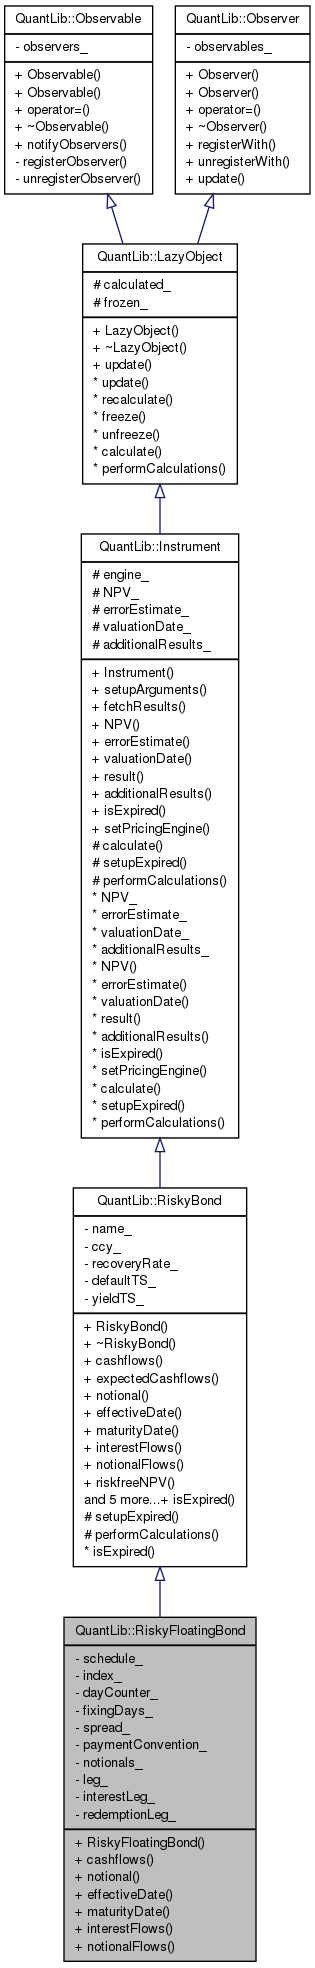 QuantLib::Observable
- observers_
+ Observable()
+ Observable()
+ operator=()
+ ~Observable()
+ notifyObservers()
- registerObserver()
- unregisterObserver()
QuantLib::Observer
- observables_
+ Observer()
+ Observer()
+ operator=()
+ ~Observer()
+ registerWith()
+ unregisterWith()
+ update()
QuantLib::LazyObject
# calculated_
# frozen_
+ LazyObject()
+ ~LazyObject()
+ update()
* update()
* recalculate()
* freeze()
* unfreeze()
* calculate()
* performCalculations()
QuantLib::Instrument
# engine_
# NPV_
# errorEstimate_
# valuationDate_
# additionalResults_
+ Instrument()
+ setupArguments()
+ fetchResults()
+ NPV()
+ errorEstimate()
+ valuationDate()
+ result()
+ additionalResults()
+ isExpired()
+ setPricingEngine()
# calculate()
# setupExpired()
# performCalculations()
* NPV_
* errorEstimate_
* valuationDate_
* additionalResults_
* NPV()
* errorEstimate()
* valuationDate()
* result()
* additionalResults()
* isExpired()
* setPricingEngine()
* calculate()
* setupExpired()
* performCalculations()
QuantLib::RiskyBond
- name_
- ccy_
- recoveryRate_
- defaultTS_
- yieldTS_
+ RiskyBond()
+ ~RiskyBond()
+ cashflows()
+ expectedCashflows()
+ notional()
+ effectiveDate()
+ maturityDate()
+ interestFlows()
+ notionalFlows()
+ riskfreeNPV()
and 5 more...+ isExpired()
# setupExpired()
# performCalculations()
* isExpired()
QuantLib::RiskyFloatingBond
- schedule_
- index_
- dayCounter_
- fixingDays_
- spread_
- paymentConvention_
- notionals_
- leg_
- interestLeg_
- redemptionLeg_
+ RiskyFloatingBond()
+ cashflows()
+ notional()
+ effectiveDate()
+ maturityDate()
+ interestFlows()
+ notionalFlows()